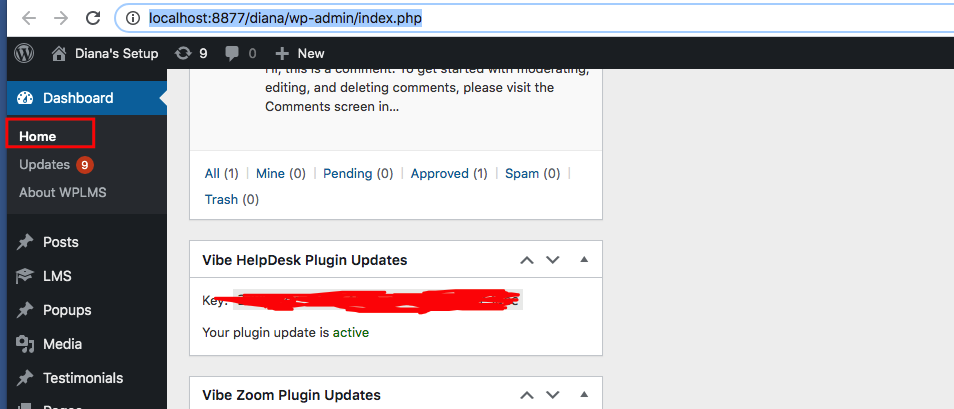 localhost:8877/diana/wp-admin/index.php
Diana's Setup 9 0 New
Dashboard
Home
Updates 9
About WPLMS
Posts
LMS
Popups
Media
Testimonials
Pages
Hi, this is a comment. To get started with moderating,
editing, and deleting comments, please visit the
Comments screen in...
All (1) | Mine (0) | Pending (0) | Approved (1) | Spam (0) |
Trash (0)
Vibe HelpDesk Plugin Updates
Key:
Your plugin update is active
Vibe Zoom Plugin Updates